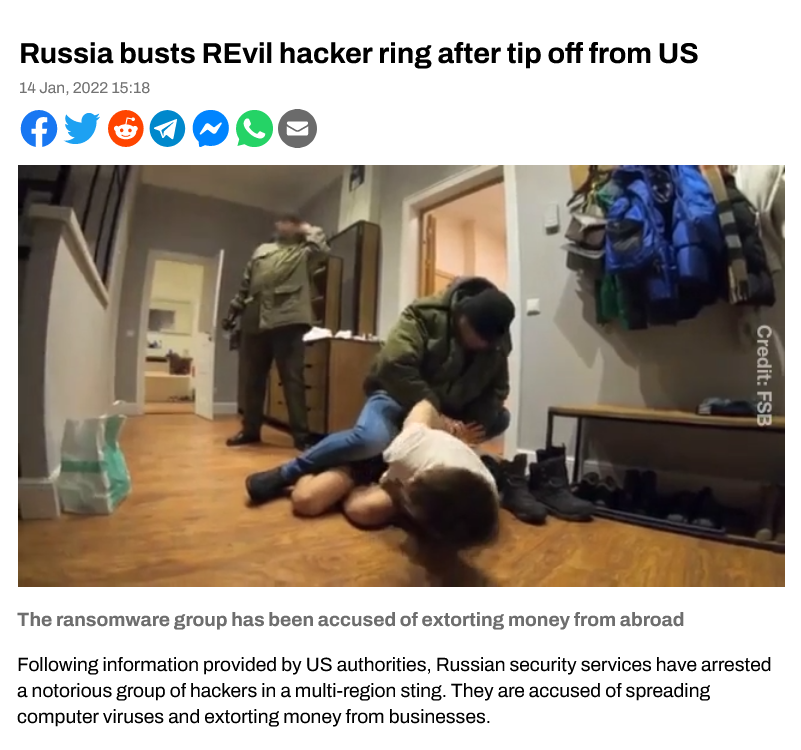 Russia busts REvil hacker ring after tip off from US
14 Jan, 2022 15:18
Credit: FSB
The ransomware group has been accused of extorting money from abroad
Following information provided by US authorities, Russian security services have arrested
a notorious group of hackers in a multi-region sting. They are accused of spreading
computer viruses and extorting money from businesses.